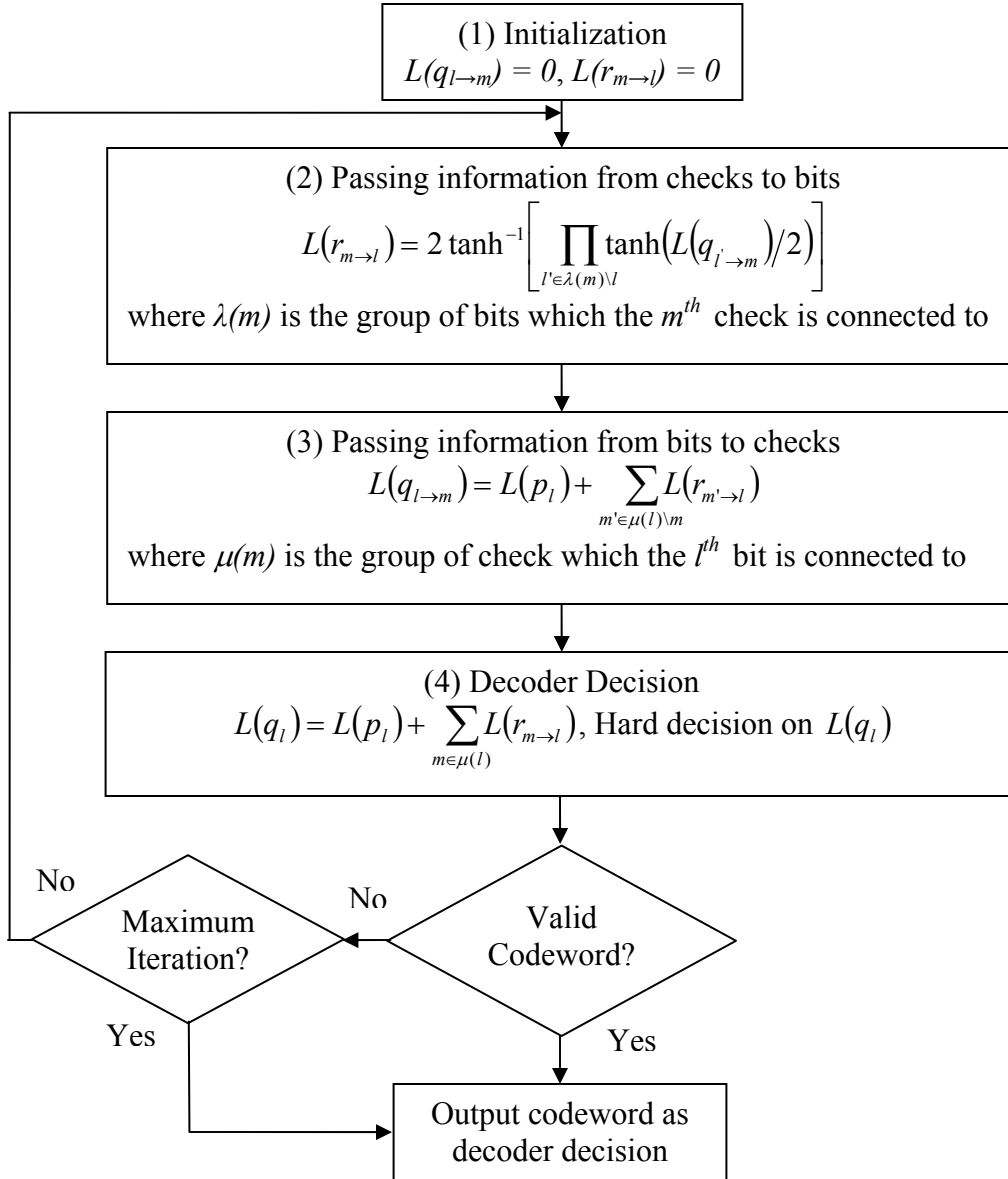 (1) Initialization
L(q_{l→m}) = 0, L(r_{m→l}) = 0
(2) Passing information from checks to bits
L(r_{m→l}) = 2 tanh^{-1}[∏_{l'∈λ(m)\l} tanh(L(q_{l'→m})/2)]
where λ(m) is the group of bits which the m^{th} check is connected to
(3) Passing information from bits to checks
L(q_{l→m}) = L(p_l) + ∑_{m'∈μ(l)\m} L(r_{m'→l})
where μ(m) is the group of check which the l^{th} bit is connected to
(4) Decoder Decision
L(q_l) = L(p_l) + ∑_{m∈μ(l)} L(r_{m→l}), Hard decision on L(q_l)
No
Maximum
Iteration?
No
Valid
Codeword?
Yes
Yes
Output codeword as
decoder decision